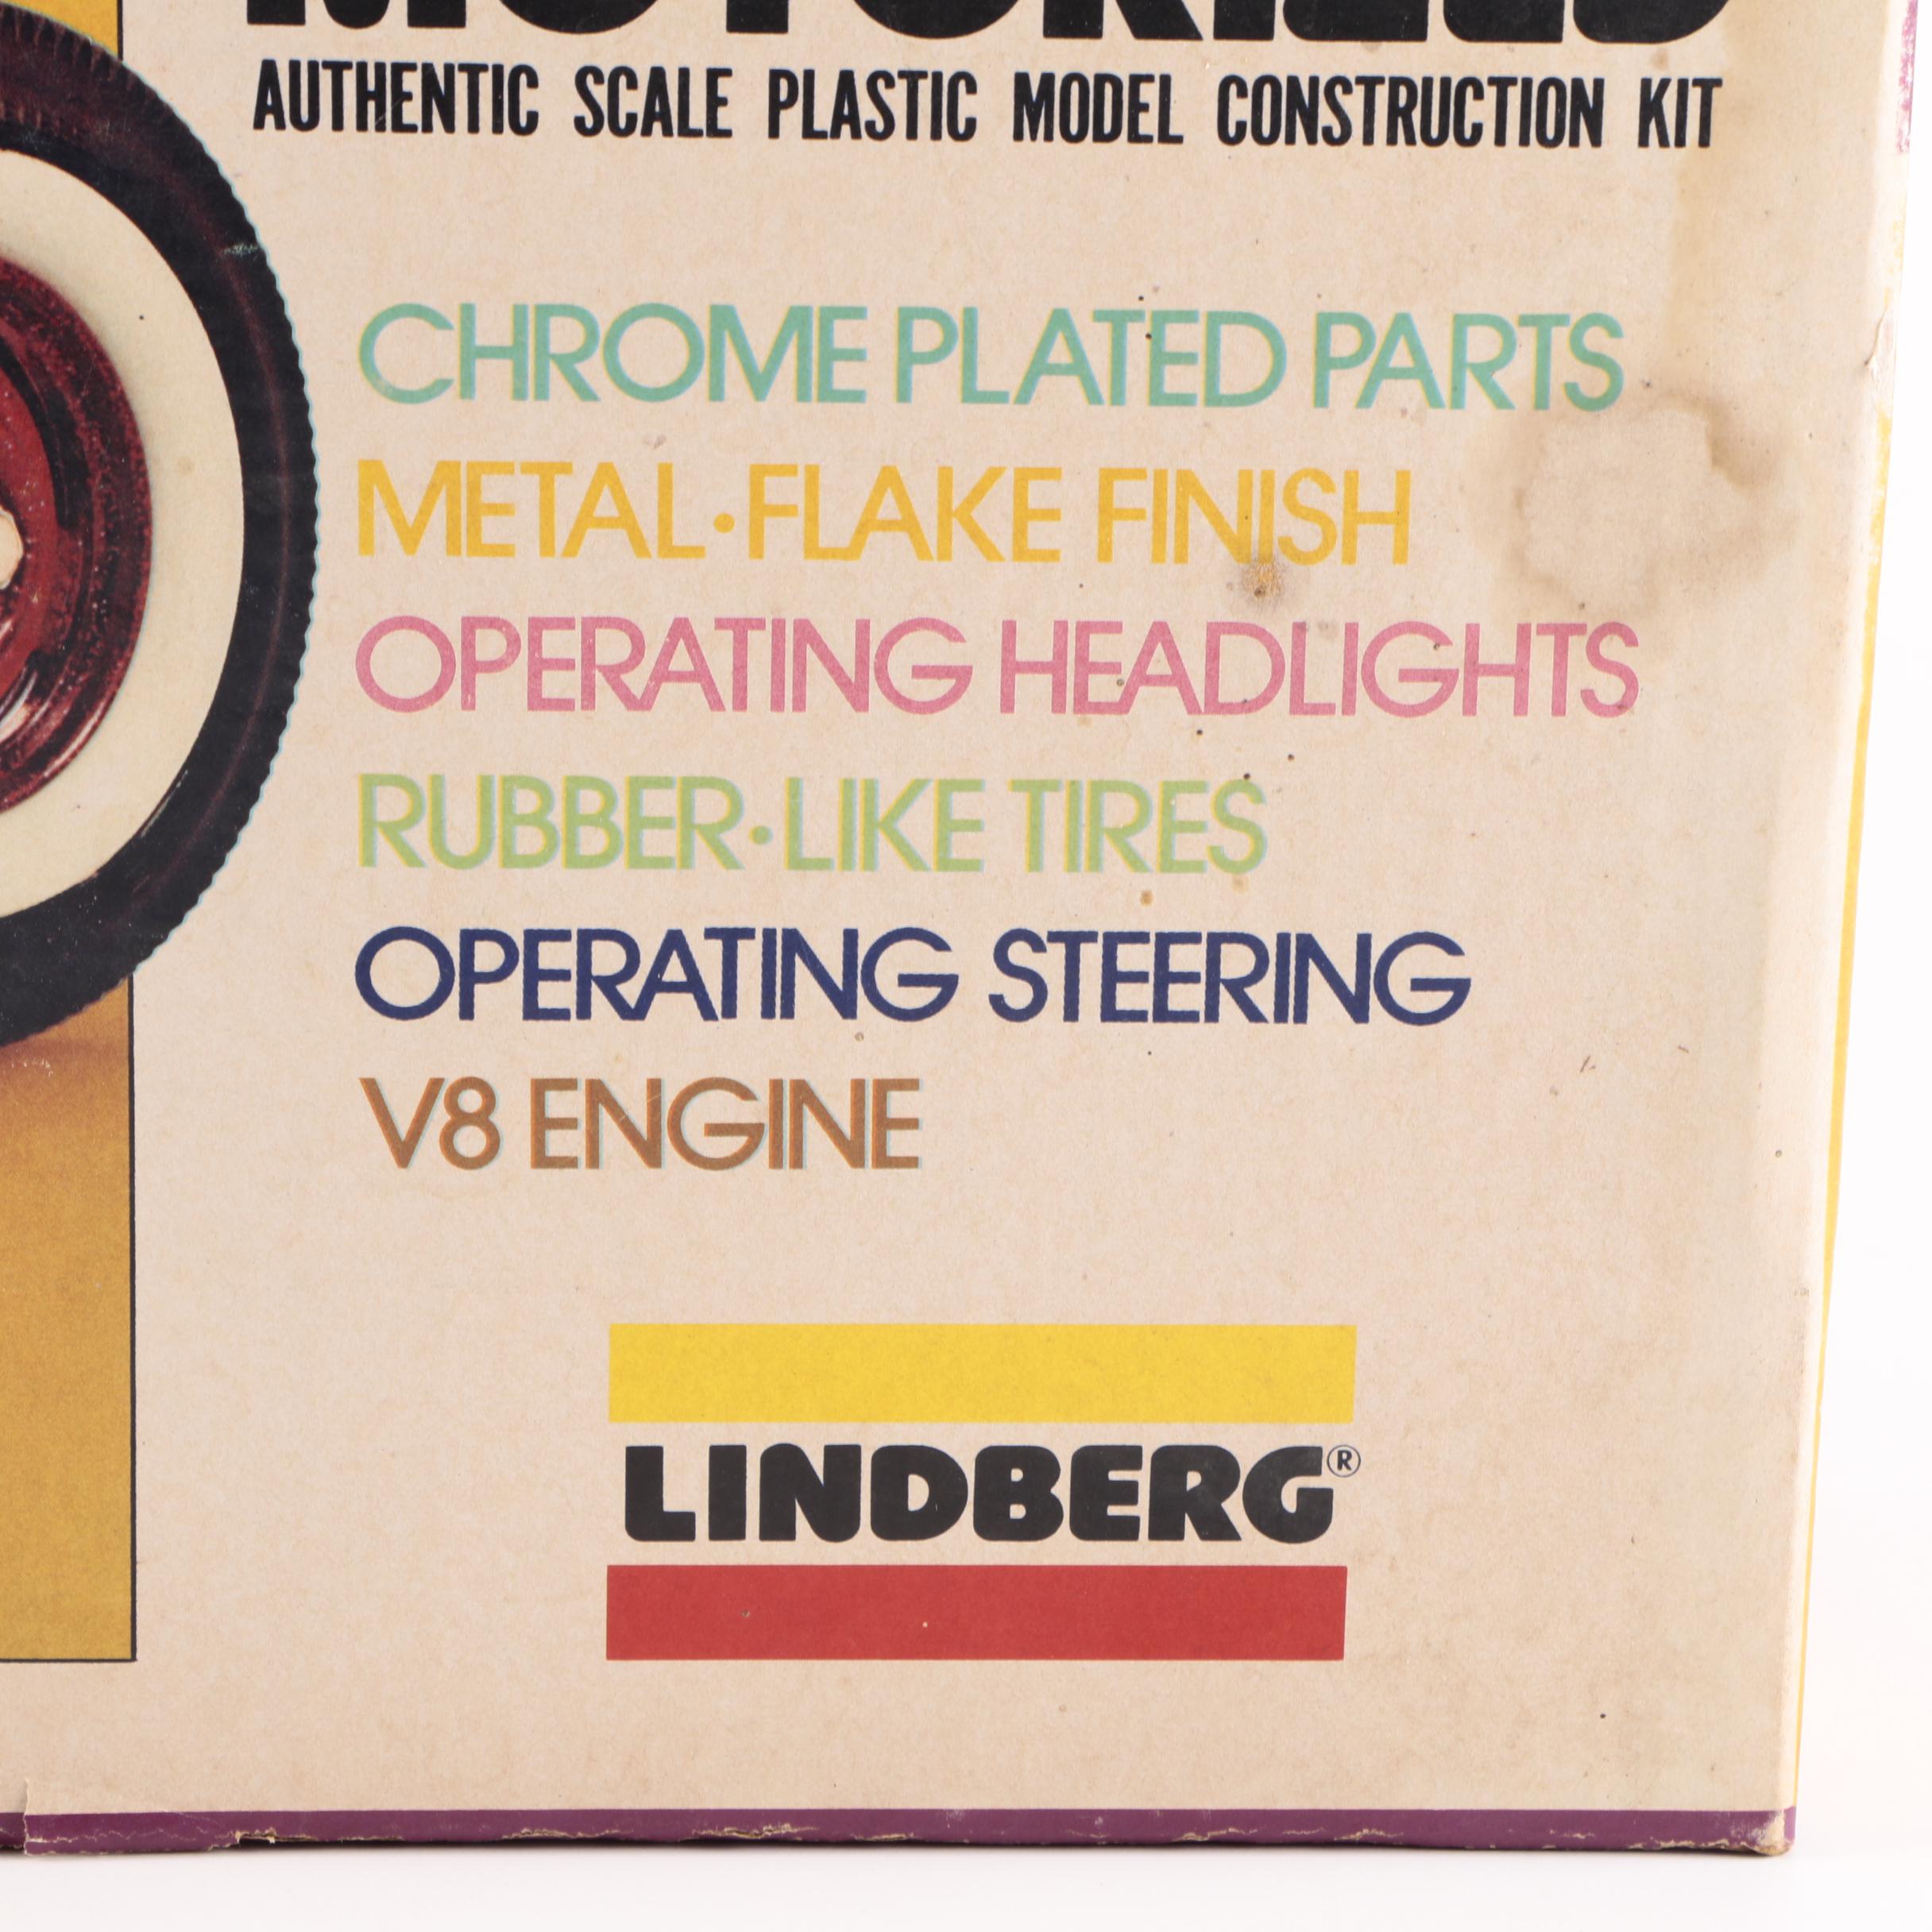 MOTORIZED
AUTHENTIC SCALE PLASTIC MODEL CONSTRUCTION KIT
CHROME PLATED PARTS
METAL·FLAKE FINISH
OPERATING HEADLIGHTS
RUBBER·LIKE TIRES
OPERATING STEERING
V8 ENGINE
LINDBERG®